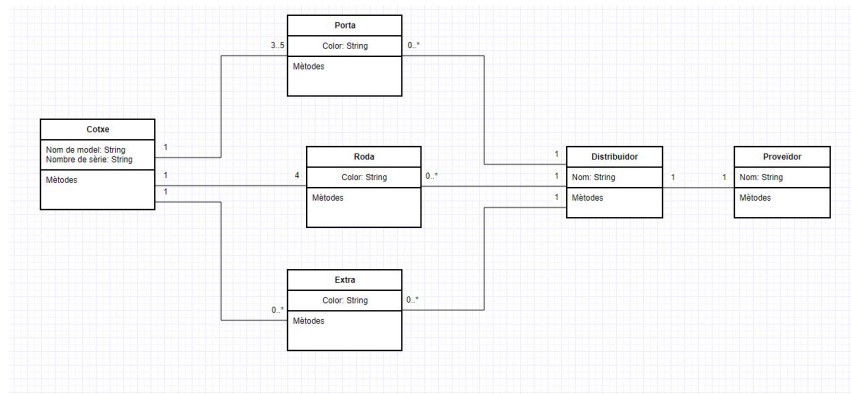 Porta
3..5
Color: String
0..*
Mètodes
Cotxe
Nom de model: String
Nombre de sèrie: String
Mètodes
1
1
1
Roda
4
Color: String
0..*
Mètodes
Extra
Color: String
0..*
0..*
Mètodes
1
1
1
Distribuidor
Nom: String
Mètodes
1
1
Proveïdor
Nom: String
Mètodes